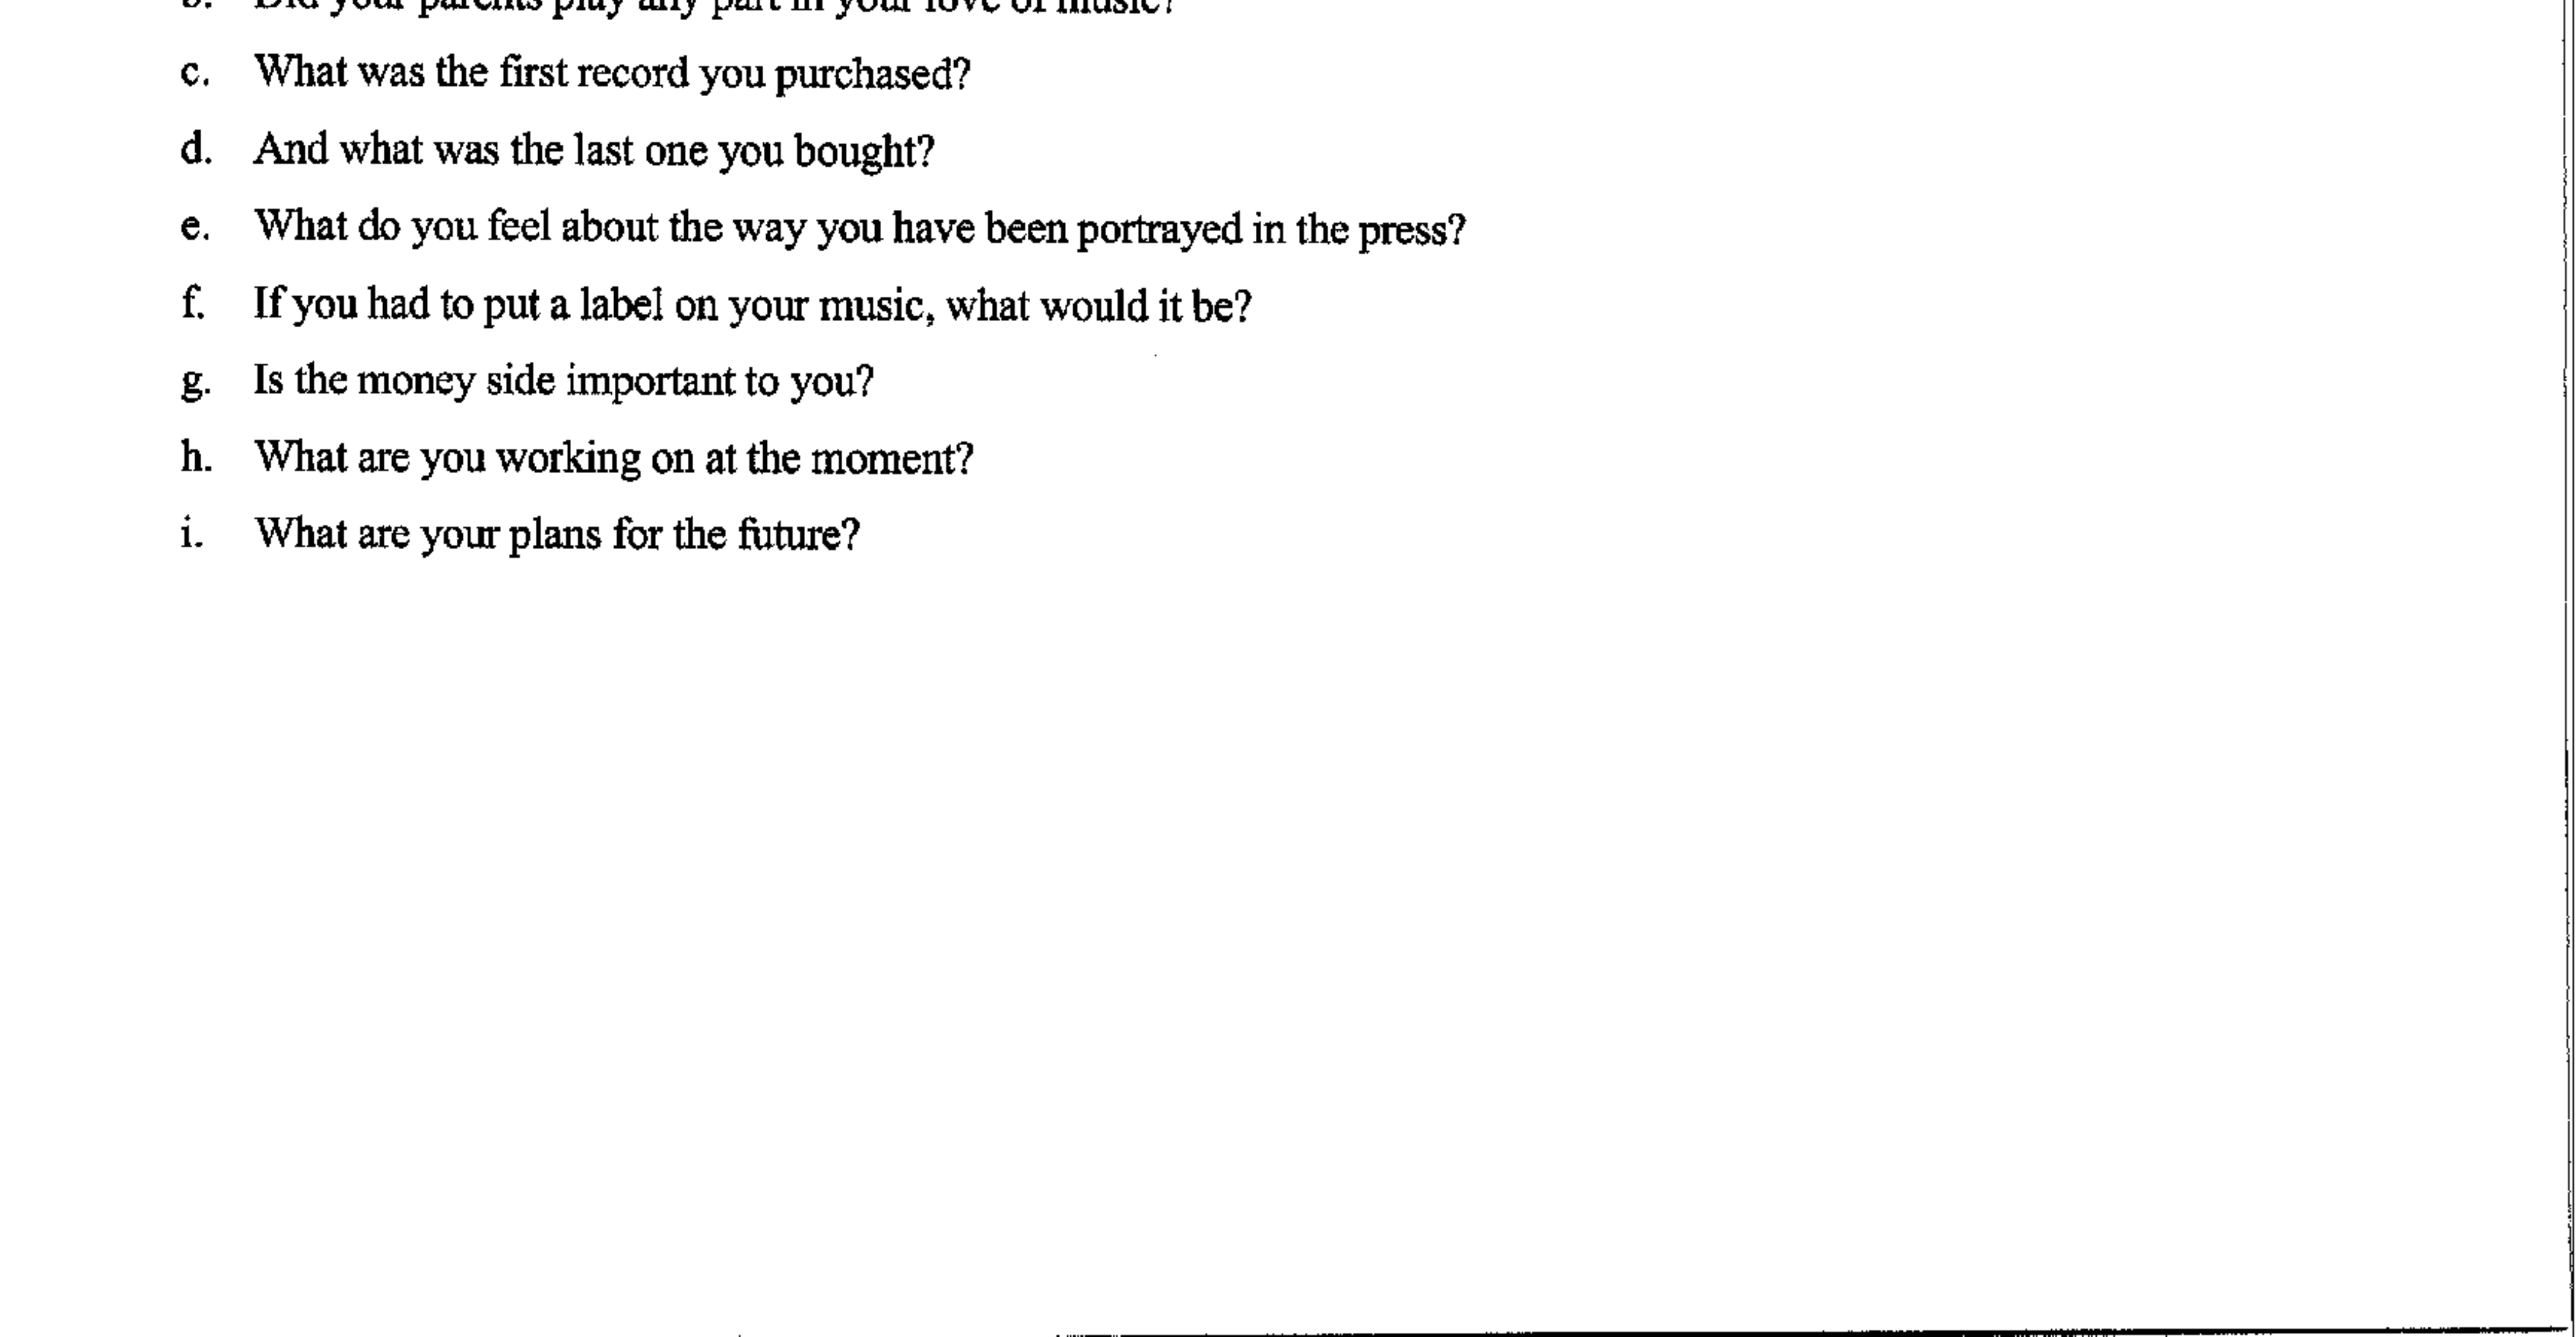 b. Did your parents play any part in your love of music?
c. What was the first record you purchased?
d. And what was the last one you bought?
e. What do you feel about the way you have been portrayed in the press?
f. If you had to put a label on your music, what would it be?
g. Is the money side important to you?
h. What are you working on at the moment?
i. What are your plans for the future?